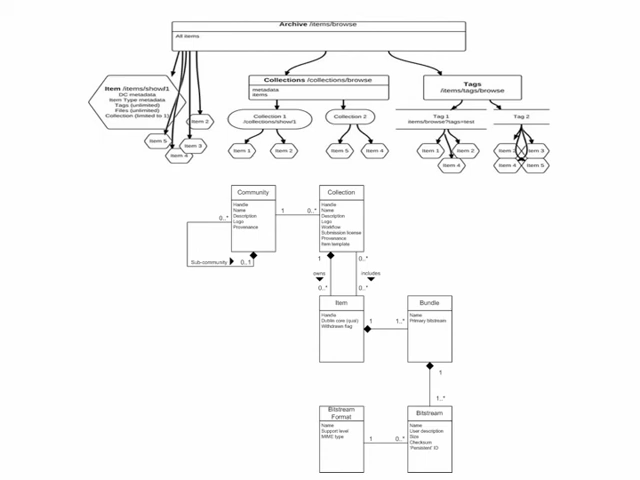 Archive /items/browse
All items
Item /items/show/1
DC metadata
Item Type metadata
Tags (unlimited)
Files (unlimited)
Collection (limited to 1)
Item 5
Item 4
Item 3
Item 2
Collections /collections/browse
metadata
items
Collection 1
/collections/show/1
Collection 2
Item 1
Item 2
Item 5
Item 4
Tags
/items/tags/browse
Tag 1
items/browse?tags=test
Tag 2
Item 1
Item 2
Item 4
Item 3
Item 4
Item 5
Community
Handle
Name
Description
Logo
Provenance
0..*
Sub-community
0..1
1
0..*
Collection
Handle
Name
Description
Logo
Workflow
Submission license
Provenance
Item template
1
0..*
owns
includes
0..*
0..*
Item
Handle
Dublin core (qual)
Withdrawn flag
1
1..*
Bundle
Name
Primary bitstream
1
1..*
Bitstream
Format
Name
Support level
MIME type
1
0..*
Bitstream
Name
User description
Size
Checksum
'Persistent' ID